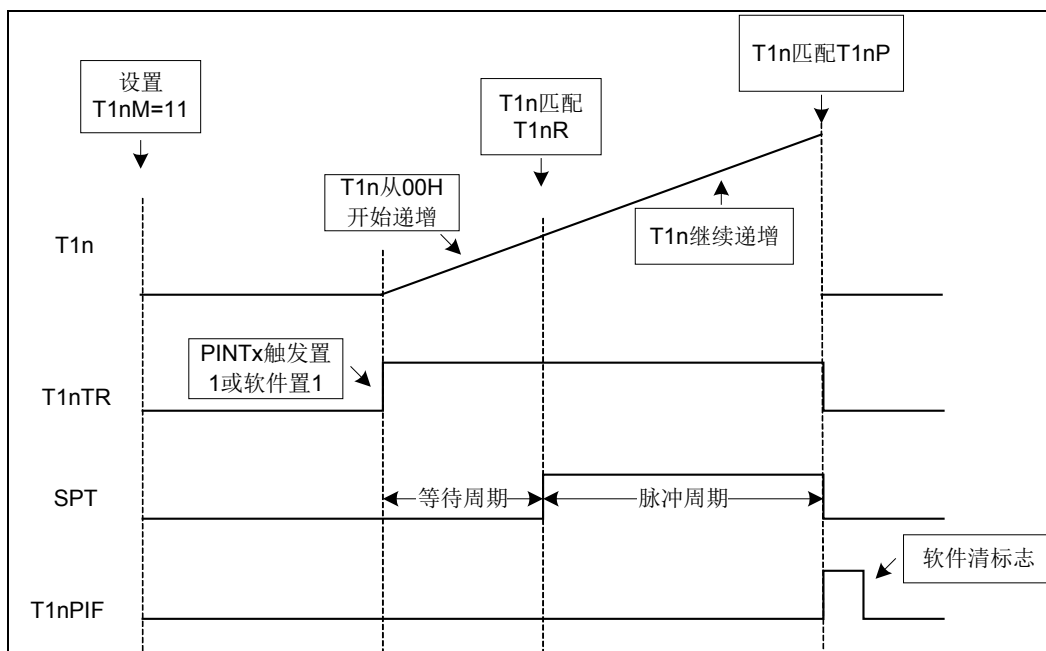 设置
T1nM=11
T1n匹配
T1nR
T1n匹配T1nP
T1n从00H
开始递增
T1n继续递增
T1n
PINTx触发置
1或软件置1
T1nTR
SPT
等待周期
脉冲周期
软件清标志
T1nPIF